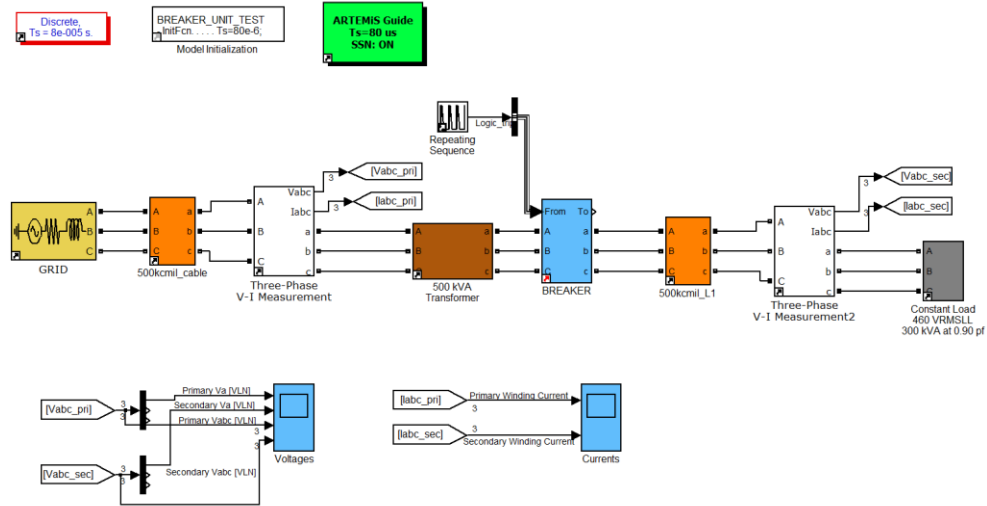 Discrete,
Ts = 8e-005 s.
BREAKER_UNIT_TEST
InitFcn. . . . . Ts=80e-6;
Model Initialization
ARTEMiS Guide
Ts=80 us
SSN: ON
Repeating
Sequence
[Vabc_pri]
3
[Iabc_pri]
3
[Vabc_sec]
3
[Iabc_sec]
3
A
B
C
GRID
A a
B b
C c
500kcmil_cable
Vabc
Iabc
A
a
B b
C c
Three-Phase
V-I Measurement
A a
B b
C c
500 kVA
Transformer
From To
A a
B b
C c
BREAKER
A a
B b
C c
500kcmil_L1
Vabc
A
Iabc
B a
b
C
c
Three-Phase
V-I Measurement2
A
B
C
Constant Load
460 VRMSLL
300 kVA at 0.90 pf
[Vabc_pri]
3
3
Primary Va [VLN]
Secondary Va [VLN]
Primary Vabc [VLN]
3
3
[Vabc_sec]
3
3
Secondary Vabc [VLN]
Voltages
[Iabc_pri]
Primary Winding Current
3
[Iabc_sec]
3
Secondary Winding Current
Currents